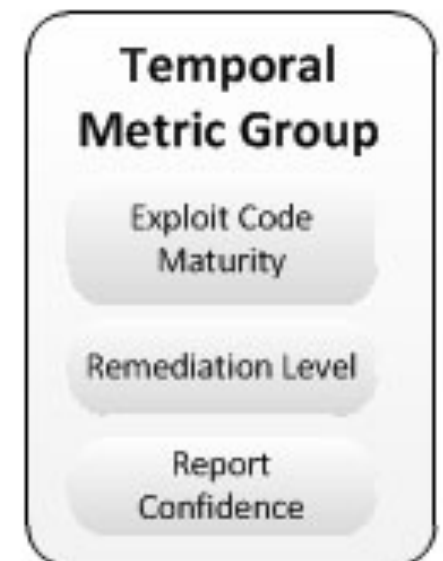 Temporal
Metric Group
Exploit Code
Maturity
Remediation Level
Report
Confidence